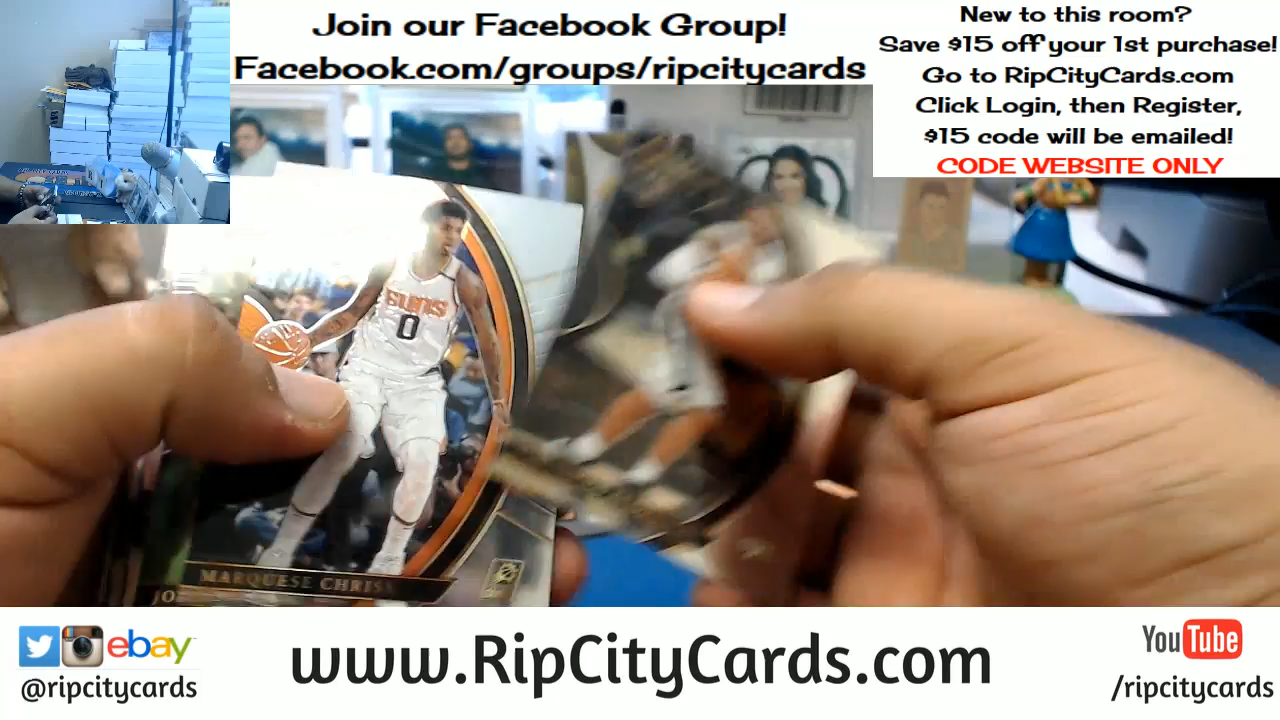 Join our Facebook Group!
Facebook.com/groups/ripcitycards
New to this room?
Save $15 off your 1st purchase!
Go to RipCityCards.com
Click Login, then Register,
$15 code will be emailed!
CODE WEBSITE ONLY
SUNS
0
MARQUESE CHRISS
JO
ebay
@ripcitycards
www.RipCityCards.com
YouTube
/ripcitycards